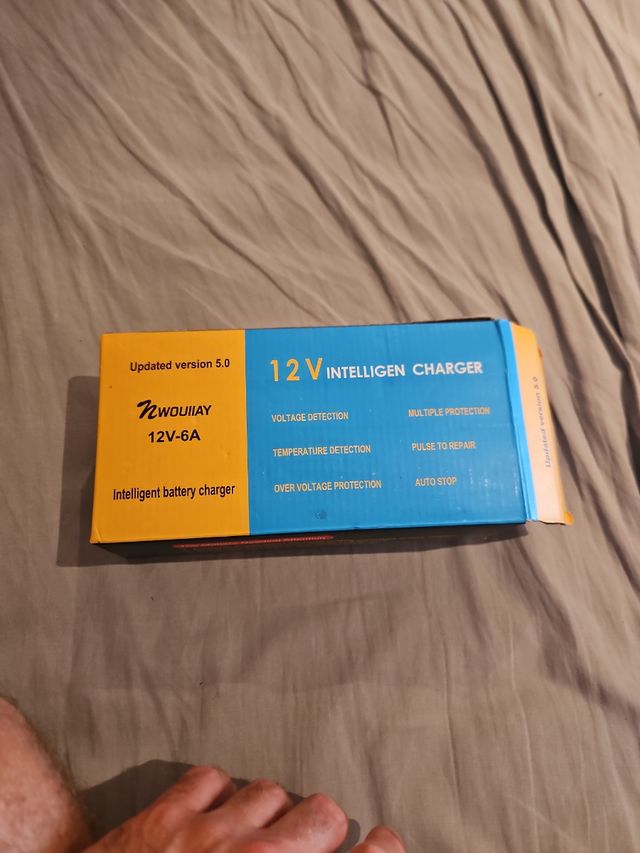 Updated version 5.0
NWOUIIAY
12V-6A
Intelligent battery charger
12V INTELLIGEN CHARGER
VOLTAGE DETECTION
MULTIPLE PROTECTION
TEMPERATURE DETECTION
PULSE TO REPAIR
OVER VOLTAGE PROTECTION
AUTO STOP
Updated version 5.0